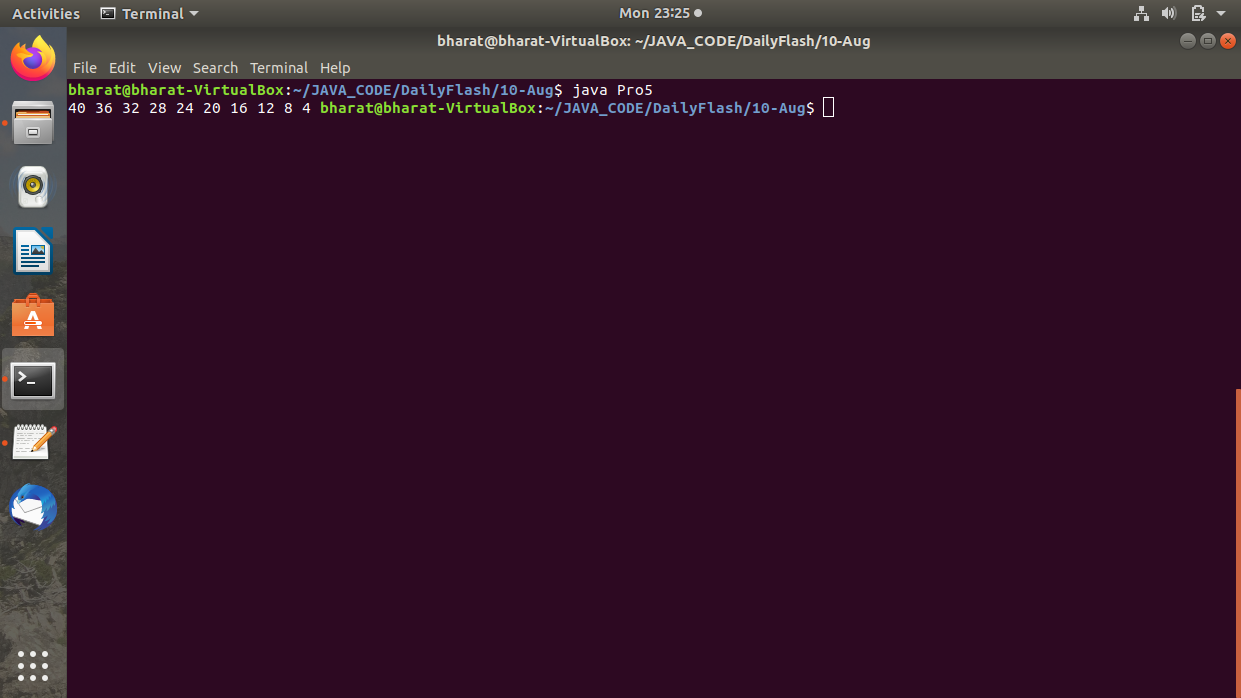 Activities Terminal Mon 23:25
bharat@bharat-VirtualBox: ~/JAVA_CODE/DailyFlash/10-Aug
File Edit View Search Terminal Help
bharat@bharat-VirtualBox:~/JAVA_CODE/DailyFlash/10-Aug$ java Pro5
40 36 32 28 24 20 16 12 8 4 bharat@bharat-VirtualBox:~/JAVA_CODE/DailyFlash/10-Aug$